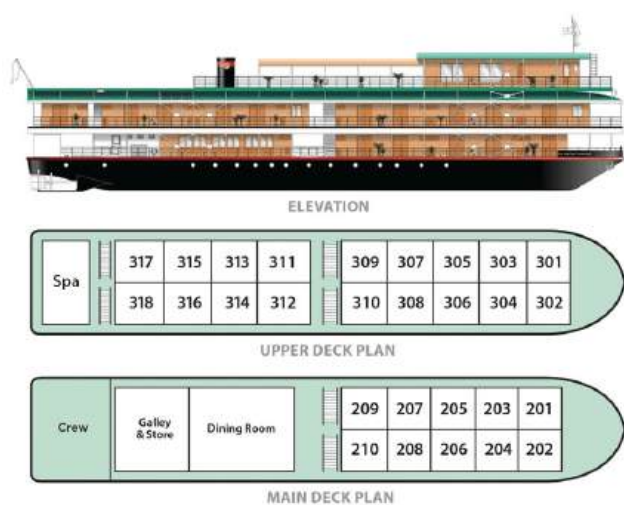 ELEVATION
Spa
317 315 313 311 309 307 305 303 301
318 316 314 312 310 308 306 304 302
UPPER DECK PLAN
Crew
Galley
& Store
Dining Room
209 207 205 203 201
210 208 206 204 202
MAIN DECK PLAN